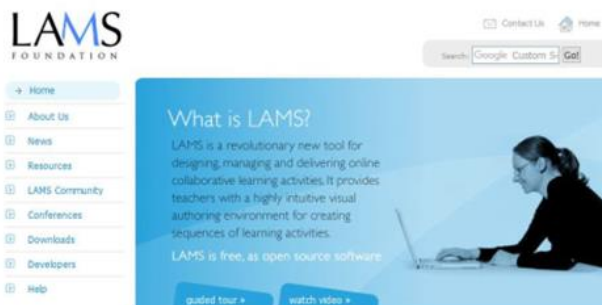 LAMS
FOUNDATION
Contact Us
Home
Search: Google Custom S
Go!
Home
About Us
News
Resources
LAMS Community
Conferences
Downloads
Developers
Help
What is LAMS?
LAMS is a revolutionary new tool for
designing, managing and delivering online
collaborative learning activities. It provides
teachers with a highly intuitive visual
authoring environment for creating
sequences of learning activities.
LAMS is free, as open source software
guided tour »
watch video »